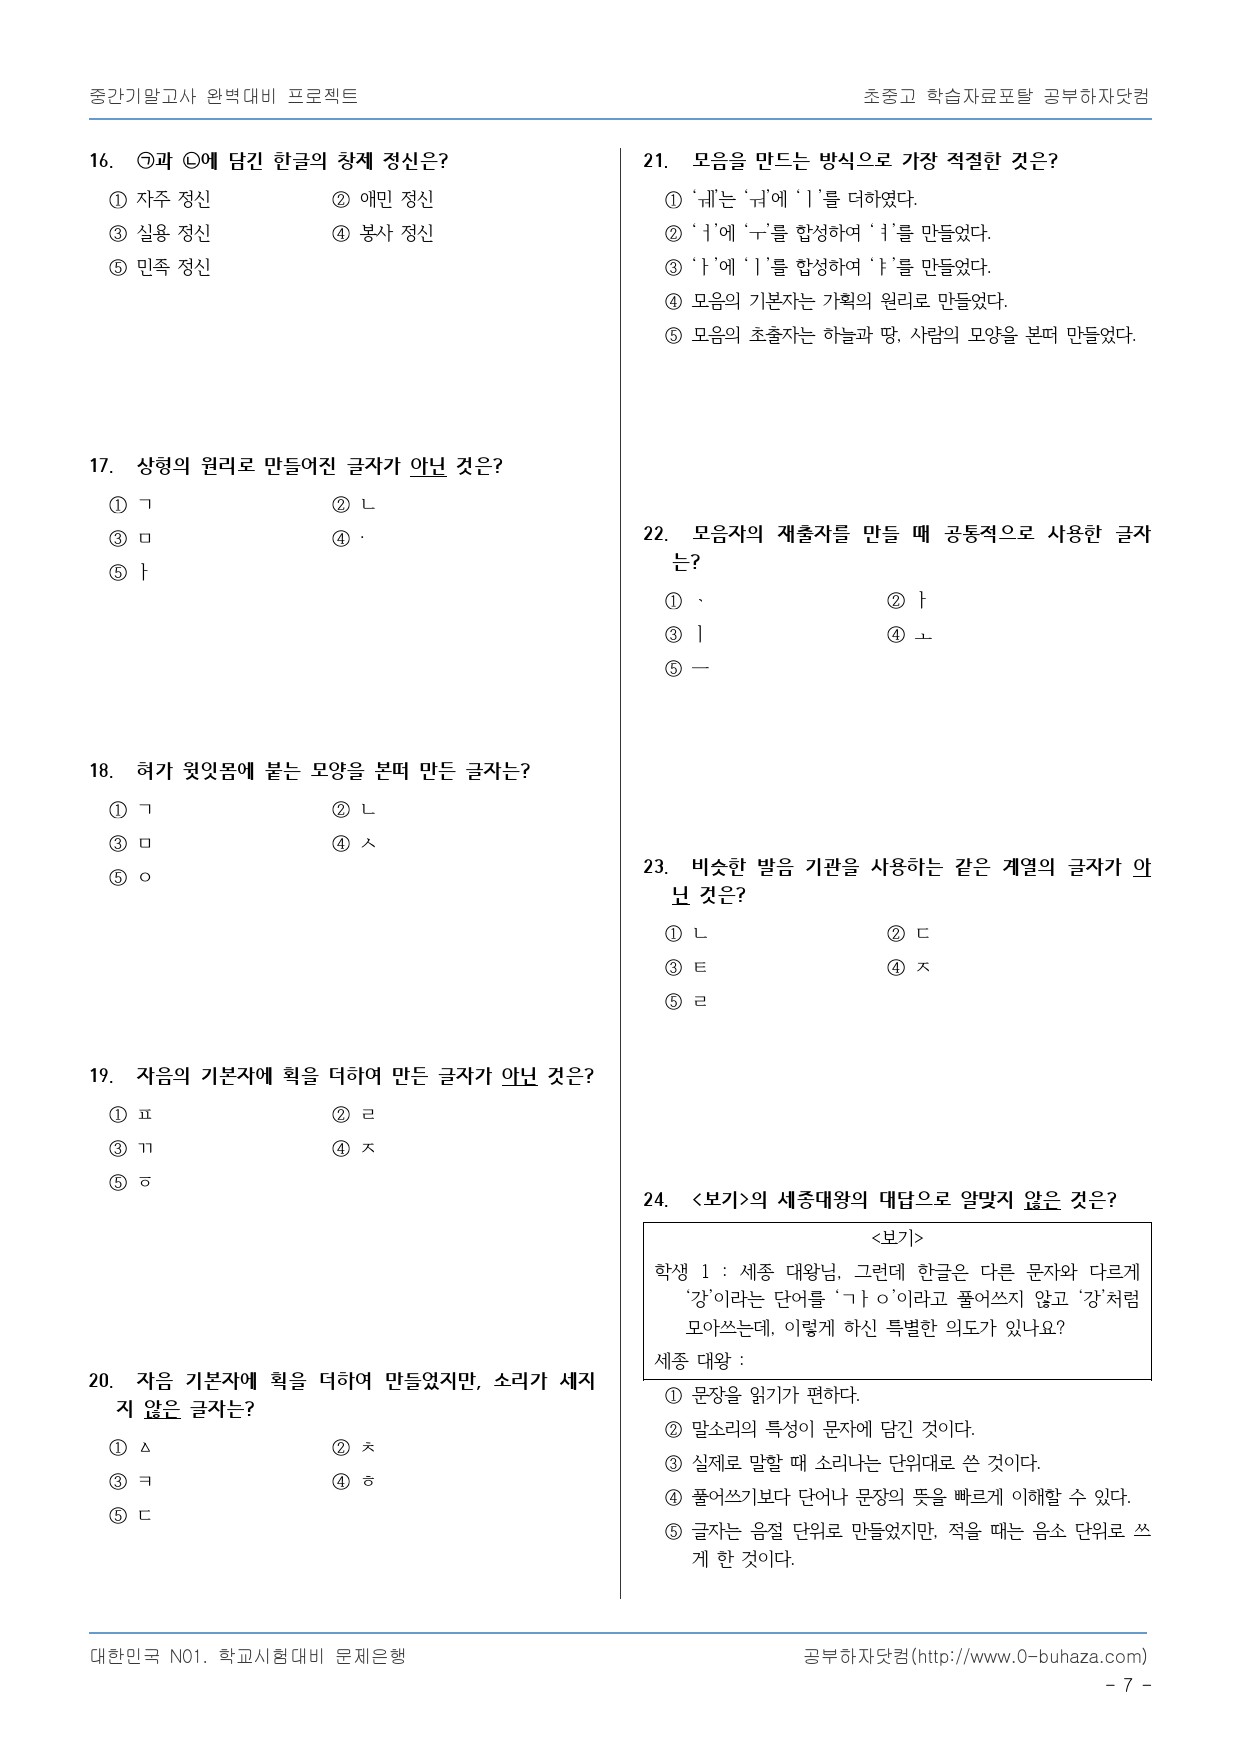 중간기말고사 완벽대비 프로젝트
초중고 학습자료포탈 공부하자닷컴
16. ㉠과 ㉡에 담긴 한글의 창제 정신은?
① 자주 정신 ② 애민 정신
③ 실용 정신 ④ 봉사 정신
⑤ 민족 정신
17. 상형의 원리로 만들어진 글자가 아닌 것은?
① ㄱ ② ㄴ
③ ㅁ ④ ·
⑤ ㅏ
18. 혀가 윗잇몸에 붙는 모양을 본떠 만든 글자는?
① ㄱ ② ㄴ
③ ㅁ ④ ㅅ
⑤ ㅇ
19. 자음의 기본자에 획을 더하여 만든 글자가 아닌 것은?
① ㅍ ② ㄹ
③ ㄲ ④ ㅈ
⑤ ㅎ
20. 자음 기본자에 획을 더하여 만들었지만, 소리가 세지
지 않은 글자는?
① ㅿ ② ㅊ
③ ㅋ ④ ㅎ
⑤ ㄷ
21. 모음을 만드는 방식으로 가장 적절한 것은?
① ‘ㅞ’는 ‘ㅝ’에 ‘ㅣ’를 더하였다.
② ‘ㅓ’에 ‘ㅜ’를 합성하여 ‘ㅕ’를 만들었다.
③ ‘ㅏ’에 ‘ㅣ’를 합성하여 ‘ㅑ’를 만들었다.
④ 모음의 기본자는 가획의 원리로 만들었다.
⑤ 모음의 초출자는 하늘과 땅, 사람의 모양을 본떠 만들었다.
22. 모음자의 재출자를 만들 때 공통적으로 사용한 글자
는?
① ㆍ ② ㅏ
③ ㅣ ④ ㅗ
⑤ ㅡ
23. 비슷한 발음 기관을 사용하는 같은 계열의 글자가 아
닌 것은?
① ㄴ ② ㄷ
③ ㅌ ④ ㅈ
⑤ ㄹ
24. <보기>의 세종대왕의 대답으로 알맞지 않은 것은?
<보기>
학생 1 : 세종 대왕님, 그런데 한글은 다른 문자와 다르게
‘강’이라는 단어를 ‘ㄱㅏㅇ’이라고 풀어쓰지 않고 ‘강’처럼
모아쓰는데, 이렇게 하신 특별한 의도가 있나요?
세종 대왕 :
① 문장을 읽기가 편하다.
② 말소리의 특성이 문자에 담긴 것이다.
③ 실제로 말할 때 소리나는 단위대로 쓴 것이다.
④ 풀어쓰기보다 단어나 문장의 뜻을 빠르게 이해할 수 있다.
⑤ 글자는 음절 단위로 만들었지만, 적을 때는 음소 단위로 쓰
게 한 것이다.
대한민국 N01. 학교시험대비 문제은행
공부하자닷컴(http://www.0-buhaza.com)
- 7 -